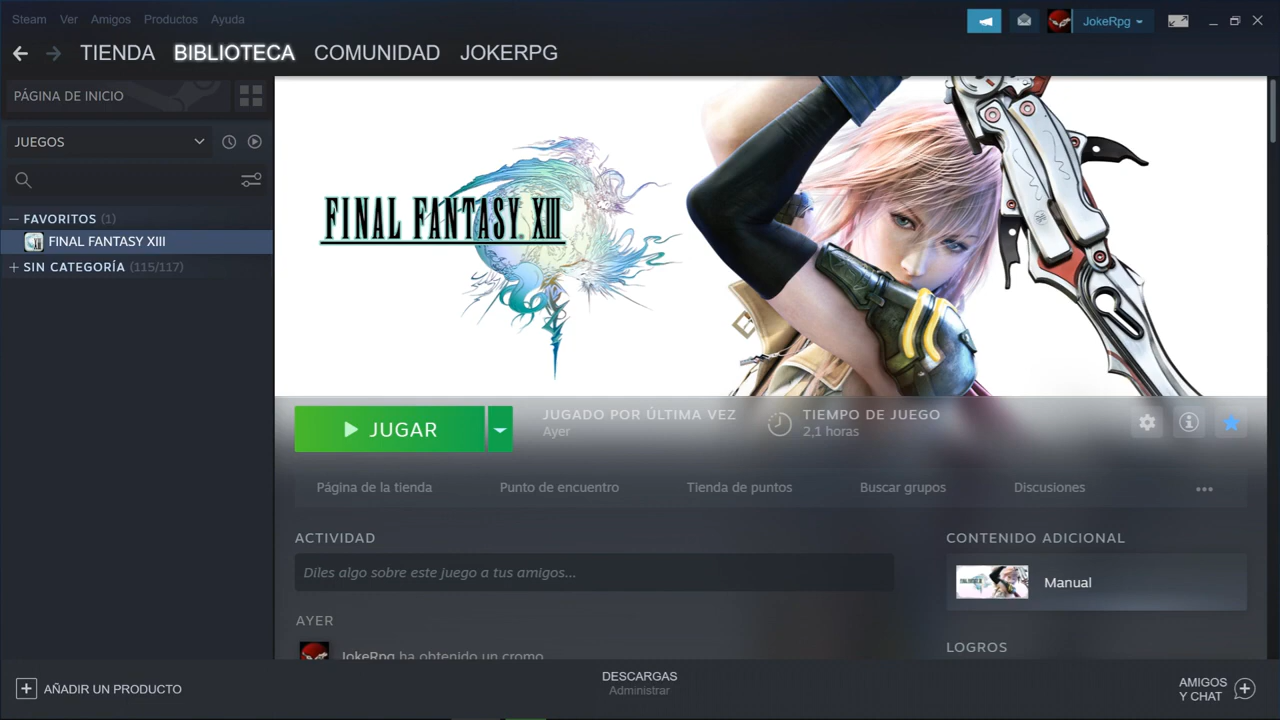 Steam Ver Amigos Productos Ayuda
JokeRpg
TIENDA BIBLIOTECA COMUNIDAD JOKERPG
PÁGINA DE INICIO
JUEGOS
FAVORITOS (1)
FINAL FANTASY XIII
SIN CATEGORÍA (115/117)
FINAL FANTASY XIII
JUGAR
JUGADO POR ÚLTIMA VEZ
Ayer
TIEMPO DE JUEGO
2,1 horas
Página de la tienda Punto de encuentro Tienda de puntos Buscar grupos Discusiones
ACTIVIDAD
Diles algo sobre este juego a tus amigos...
AYER
JokeRpg ha obtenido un cromo
CONTENIDO ADICIONAL
Manual
LOGROS
AÑADIR UN PRODUCTO
DESCARGAS
Administrar
AMIGOS
Y CHAT